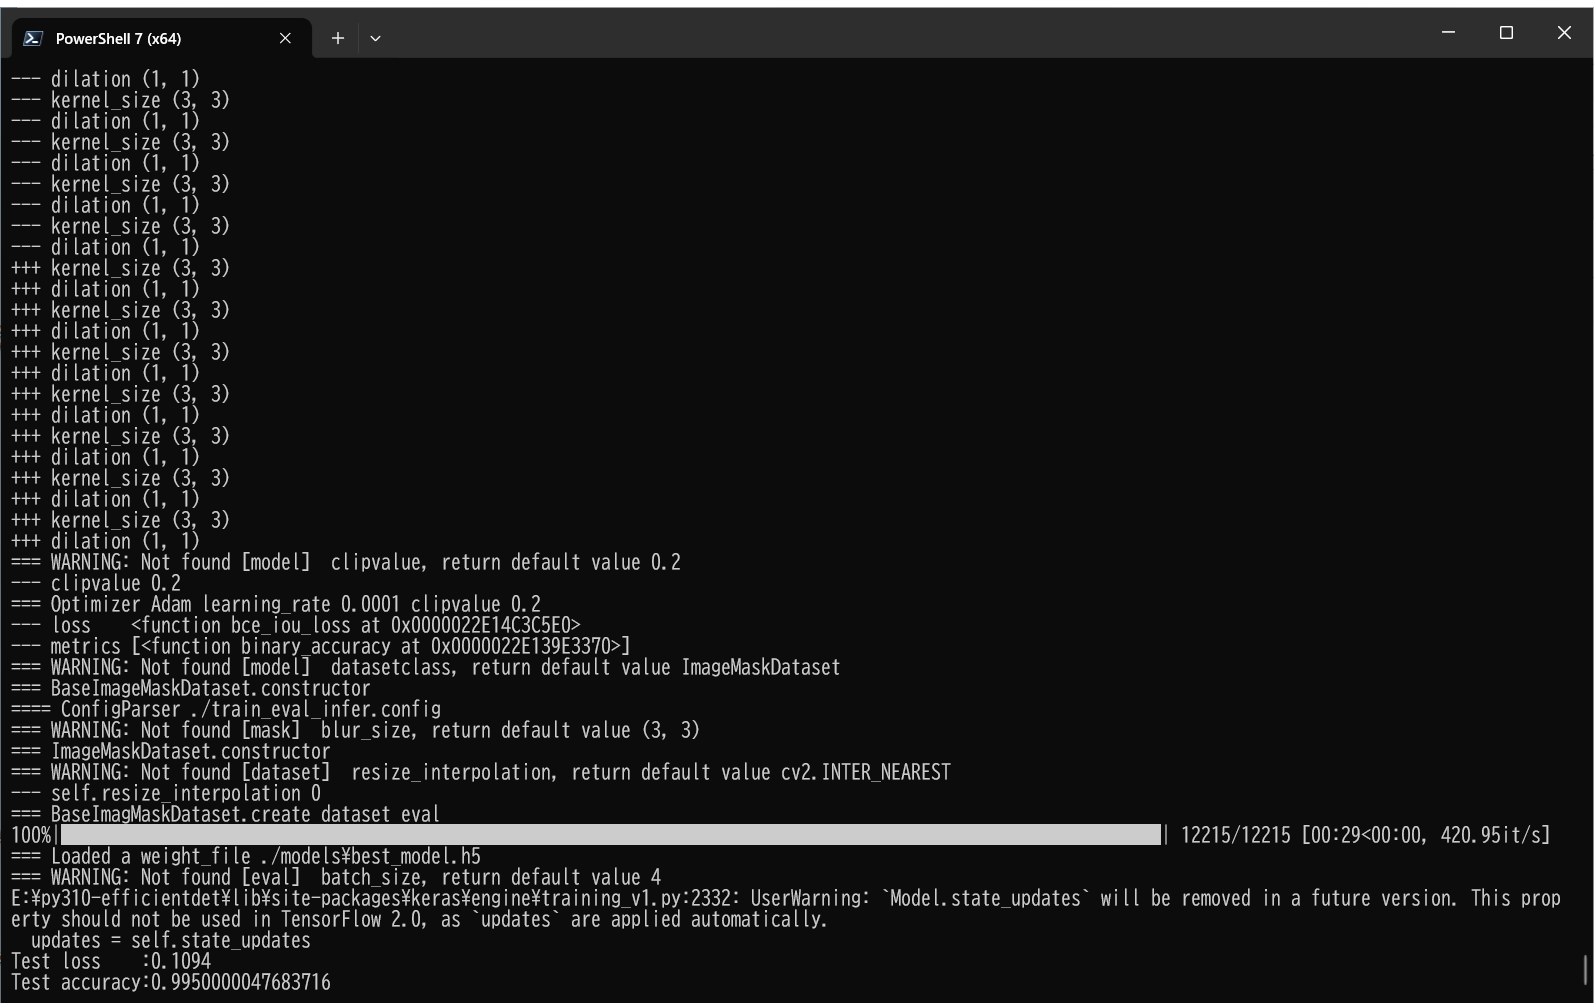 PowerShell 7 (x64)
--- dilation (1, 1)
--- kernel_size (3, 3)
--- dilation (1, 1)
--- kernel_size (3, 3)
--- dilation (1, 1)
--- kernel_size (3, 3)
--- dilation (1, 1)
--- kernel_size (3, 3)
--- dilation (1, 1)
+++ kernel_size (3, 3)
+++ dilation (1, 1)
+++ kernel_size (3, 3)
+++ dilation (1, 1)
+++ kernel_size (3, 3)
+++ dilation (1, 1)
+++ kernel_size (3, 3)
+++ dilation (1, 1)
+++ kernel_size (3, 3)
+++ dilation (1, 1)
+++ kernel_size (3, 3)
+++ dilation (1, 1)
+++ kernel_size (3, 3)
+++ dilation (1, 1)
=== WARNING: Not found [model]  clipvalue, return default value 0.2
--- clipvalue 0.2
=== Optimizer Adam learning_rate 0.0001 clipvalue 0.2
--- loss    <function bce_iou_loss at 0x0000022E14C3C5E0>
--- metrics [<function binary_accuracy at 0x0000022E139E3370>]
=== WARNING: Not found [model]  datasetclass, return default value ImageMaskDataset
=== BaseImageMaskDataset.constructor
==== ConfigParser ./train_eval_infer.config
=== WARNING: Not found [mask]  blur_size, return default value (3, 3)
=== ImageMaskDataset.constructor
=== WARNING: Not found [dataset]  resize_interpolation, return default value cv2.INTER_NEAREST
--- self.resize_interpolation 0
=== BaseImagMaskDataset.create dataset eval
100%| | 12215/12215 [00:29<00:00, 420.95it/s]
=== Loaded a weight_file ./models¥best_model.h5
=== WARNING: Not found [eval]  batch_size, return default value 4
E:¥py310-efficientdet¥lib¥site-packages¥keras¥engine¥training_v1.py:2332: UserWarning: `Model.state_updates` will be removed in a future version. This prop
erty should not be used in TensorFlow 2.0, as `updates` are applied automatically.
  updates = self.state_updates
Test loss    :0.1094
Test accuracy:0.9950000047683716